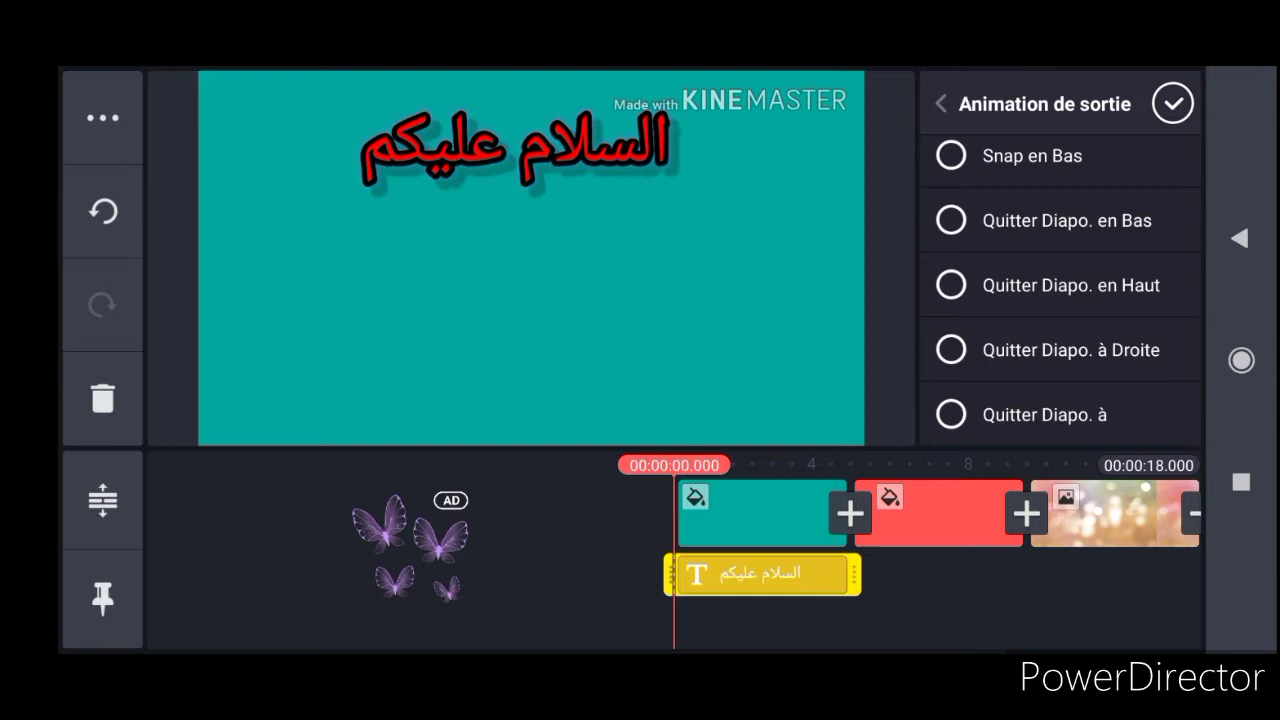 Made with KINEMASTER
السلام عليكم
Animation de sortie
Snap en Bas
Quitter Diapo. en Bas
Quitter Diapo. en Haut
Quitter Diapo. à Droite
Quitter Diapo. à
00:00:00.000
4
8
00:00:18.000
AD
T السلام عليكم
PowerDirector